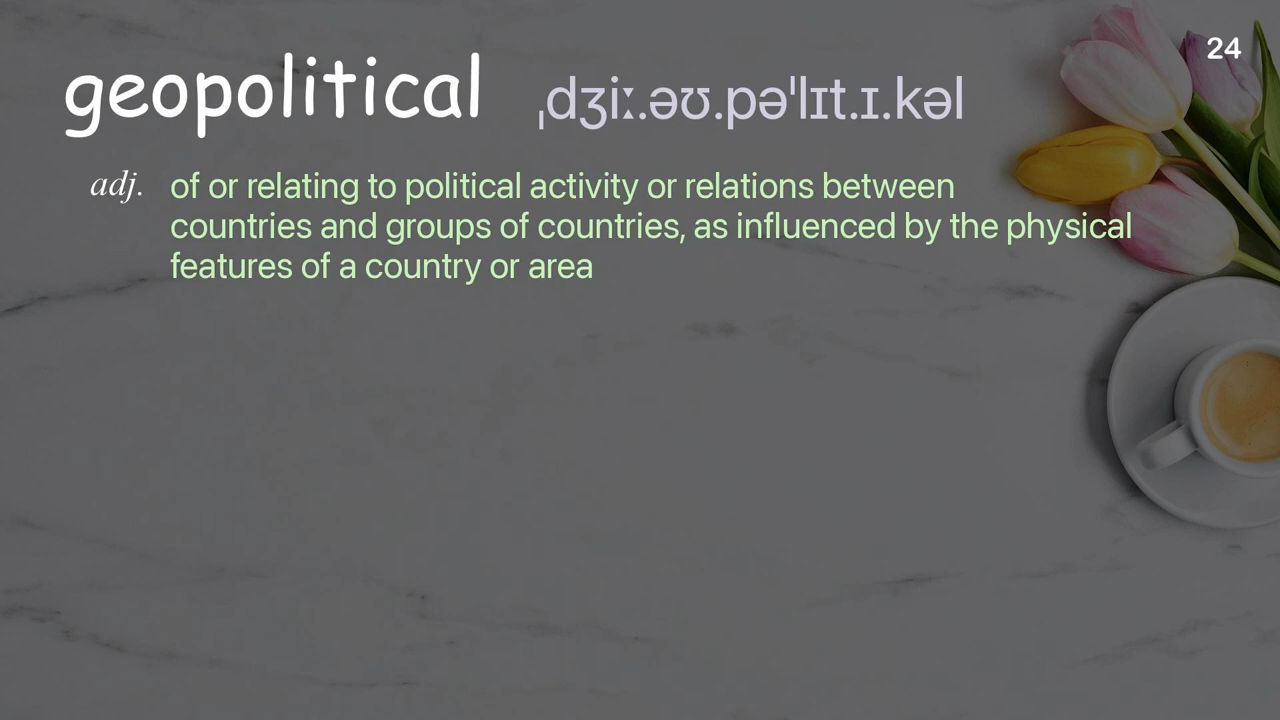 24
geopolitical ˌdʒiː.əʊ.pəˈlɪt.ɪ.kəl
adj. of or relating to political activity or relations between
countries and groups of countries, as influenced by the physical
features of a country or area